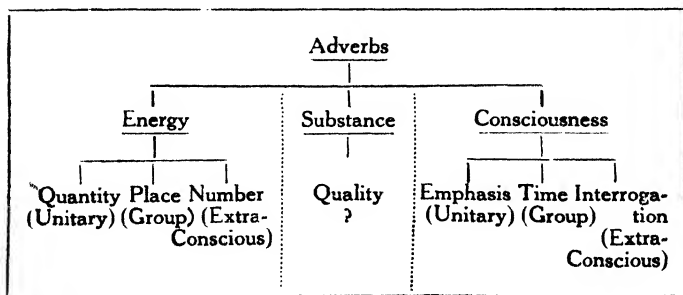 Adverbs
Energy Substance Consciousness
Quantity Place Number Quality Emphasis Time Interroga-
(Unitary) (Group) (Extra- ? (Unitary) (Group) tion
Conscious) (Extra-
Conscious)